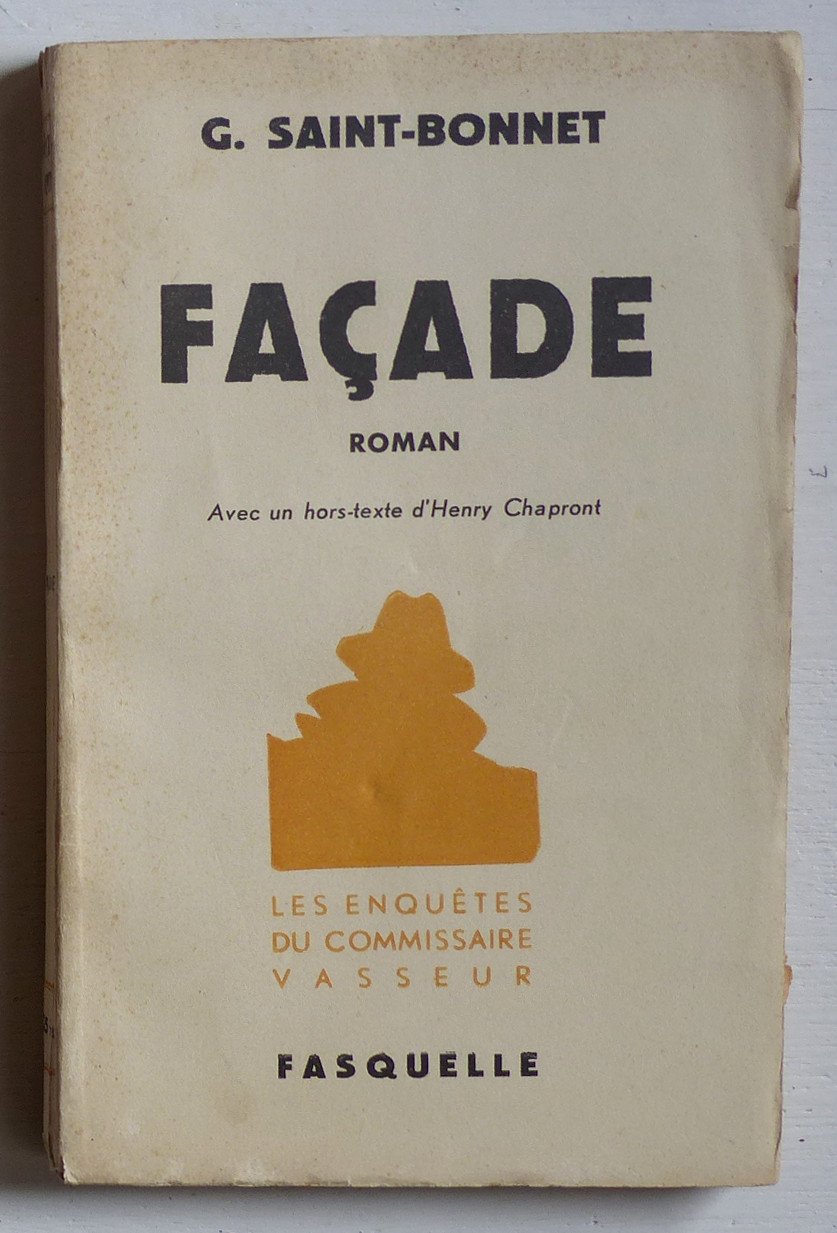 G. SAINT-BONNET
FAÇADE
ROMAN
Avec un hors-texte d'Henry Chapront
LES ENQUÊTES
DU COMMISSAIRE
VASSEUR
FASQUELLE